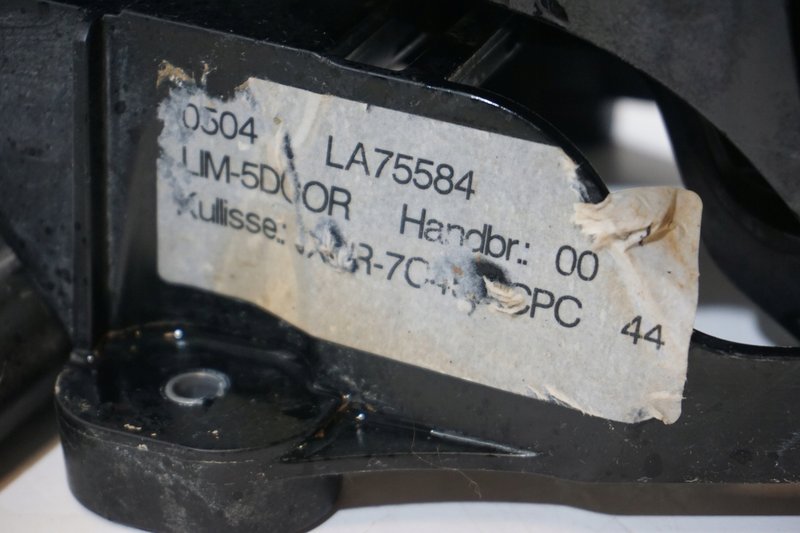 0504 LA75584
LIM-5DOOR Handbr.: 00
Kullisse.: CPC 44